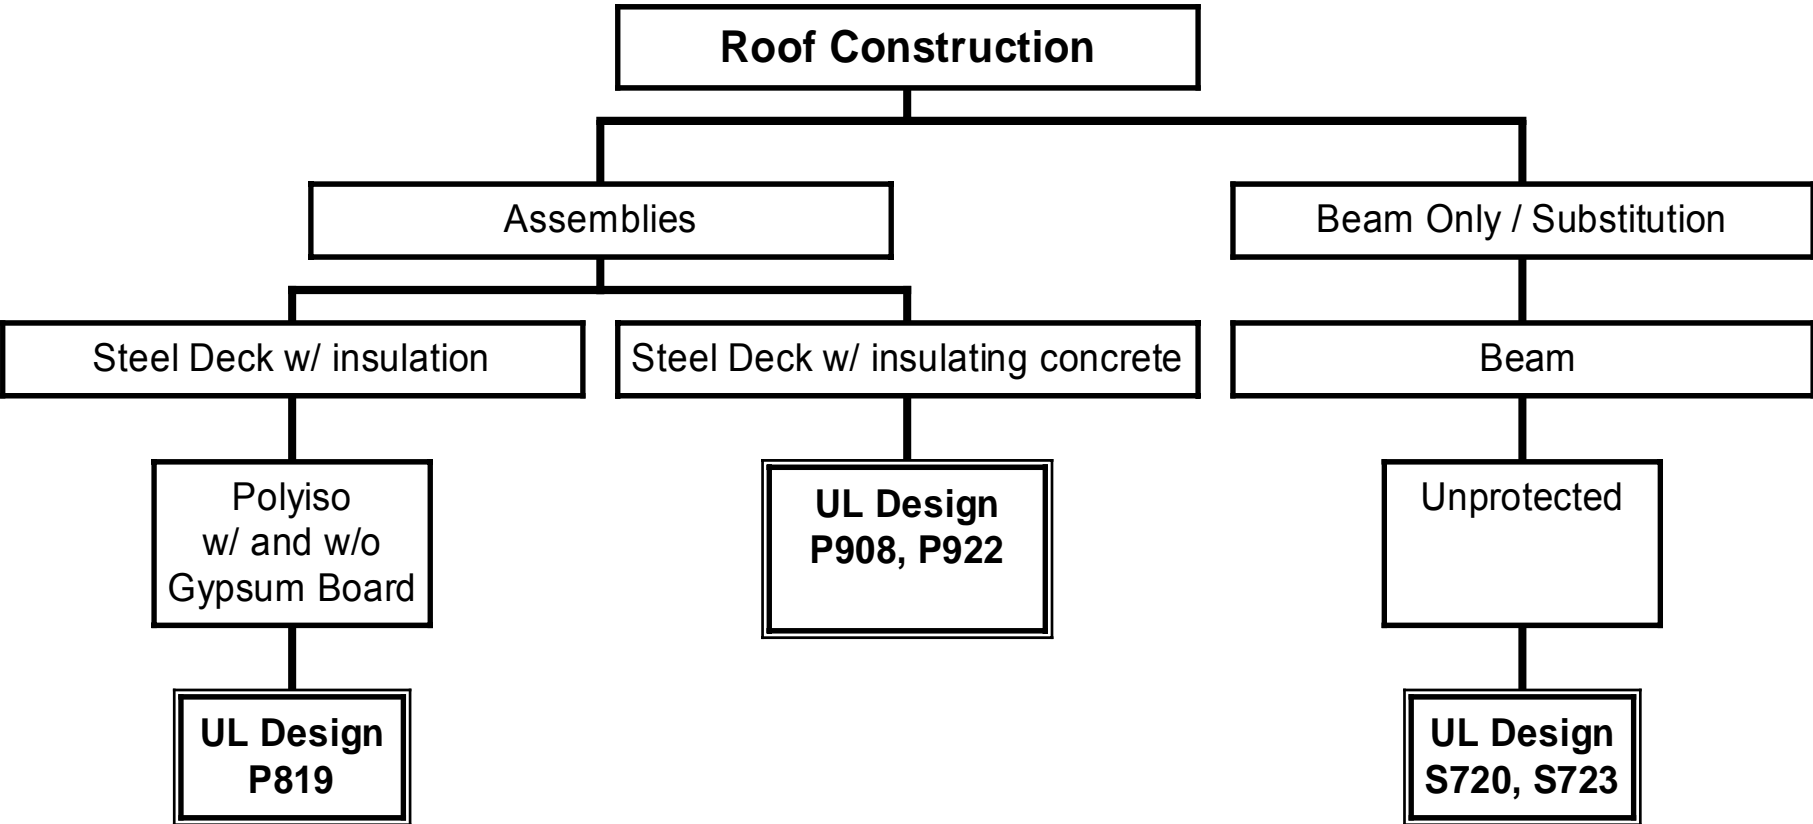 Roof Construction
Assemblies
Beam Only / Substitution
Steel Deck w/ insulation
Steel Deck w/ insulating concrete
Beam
Polyiso
w/ and w/o
Gypsum Board
UL Design
P908, P922
Unprotected
UL Design
P819
UL Design
S720, S723